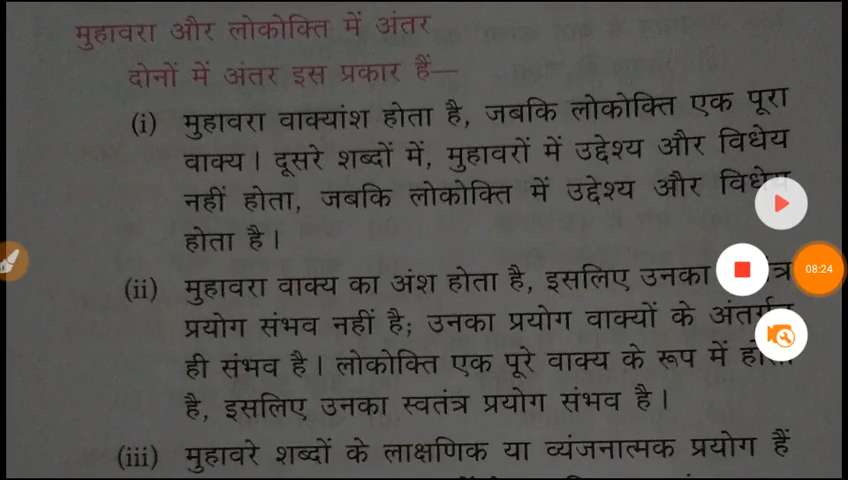 मुहावरा और लोकोक्ति में अंतर
दोनों में अंतर इस प्रकार हैं—
(i) मुहावरा वाक्यांश होता है, जबकि लोकोक्ति एक पूरा
वाक्य। दूसरे शब्दों में, मुहावरों में उद्देश्य और विधेय
नहीं होता, जबकि लोकोक्ति में उद्देश्य और विधेय
होता है।
(ii) मुहावरा वाक्य का अंश होता है, इसलिए उनका
प्रयोग संभव नहीं है; उनका प्रयोग वाक्यों के अंतर्गत
ही संभव है। लोकोक्ति एक पूरे वाक्य के रूप में होता
है, इसलिए उनका स्वतंत्र प्रयोग संभव है।
(iii) मुहावरे शब्दों के लाक्षणिक या व्यंजनात्मक प्रयोग हैं
08:24